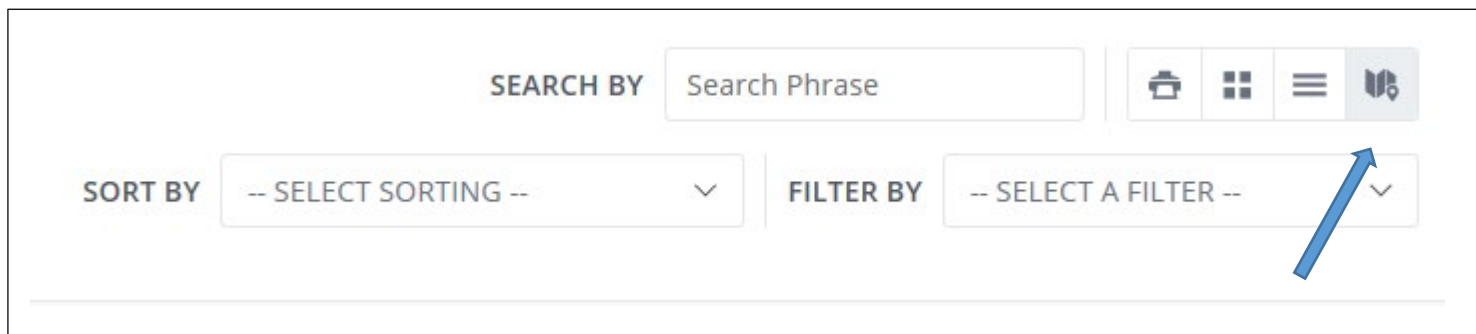 SEARCH BY Search Phrase
SORT BY -- SELECT SORTING -- FILTER BY -- SELECT A FILTER --